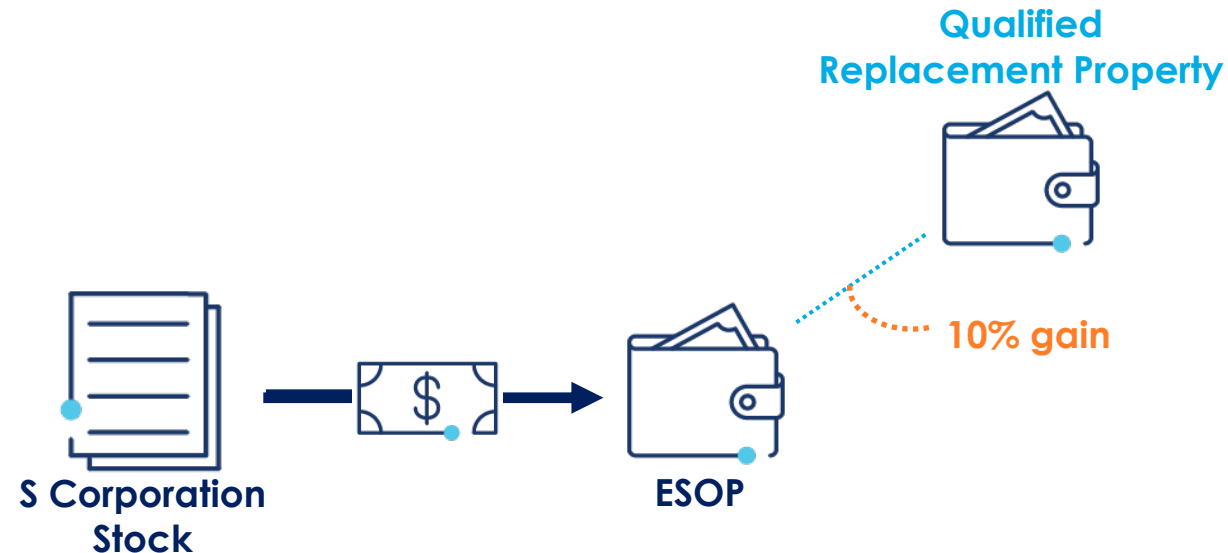 Qualified
Replacement Property
10% gain
$
S Corporation
Stock
ESOP